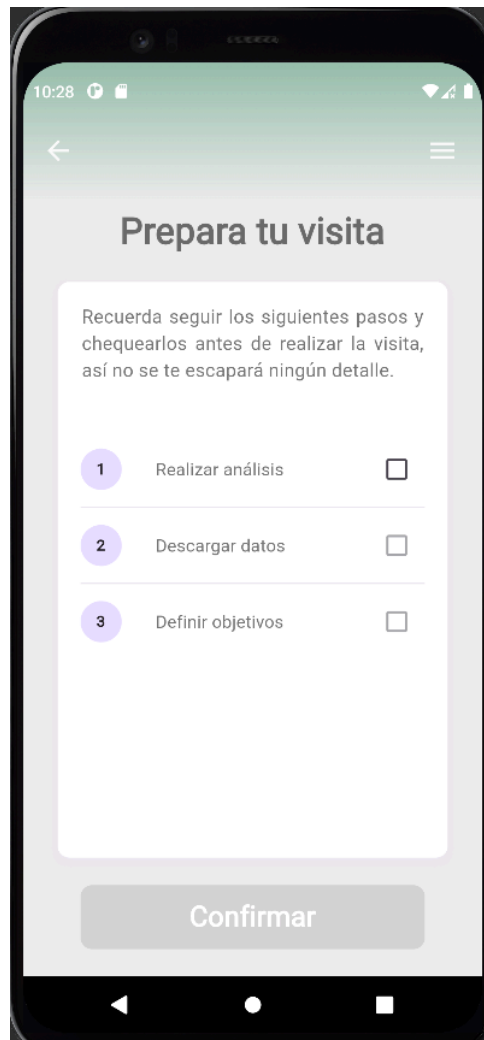 10:28
Prepara tu visita
Recuerda seguir los siguientes pasos y
chequearlos antes de realizar la visita,
así no se te escapará ningún detalle.
1 Realizar análisis
2 Descargar datos
3 Definir objetivos
Confirmar